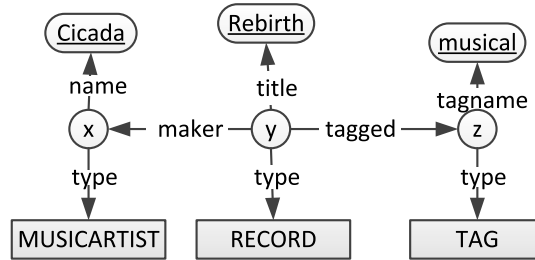 Cicada
Rebirth
musical
name
title
tagname
x
maker
y
tagged
z
type
type
type
MUSICARTIST
RECORD
TAG